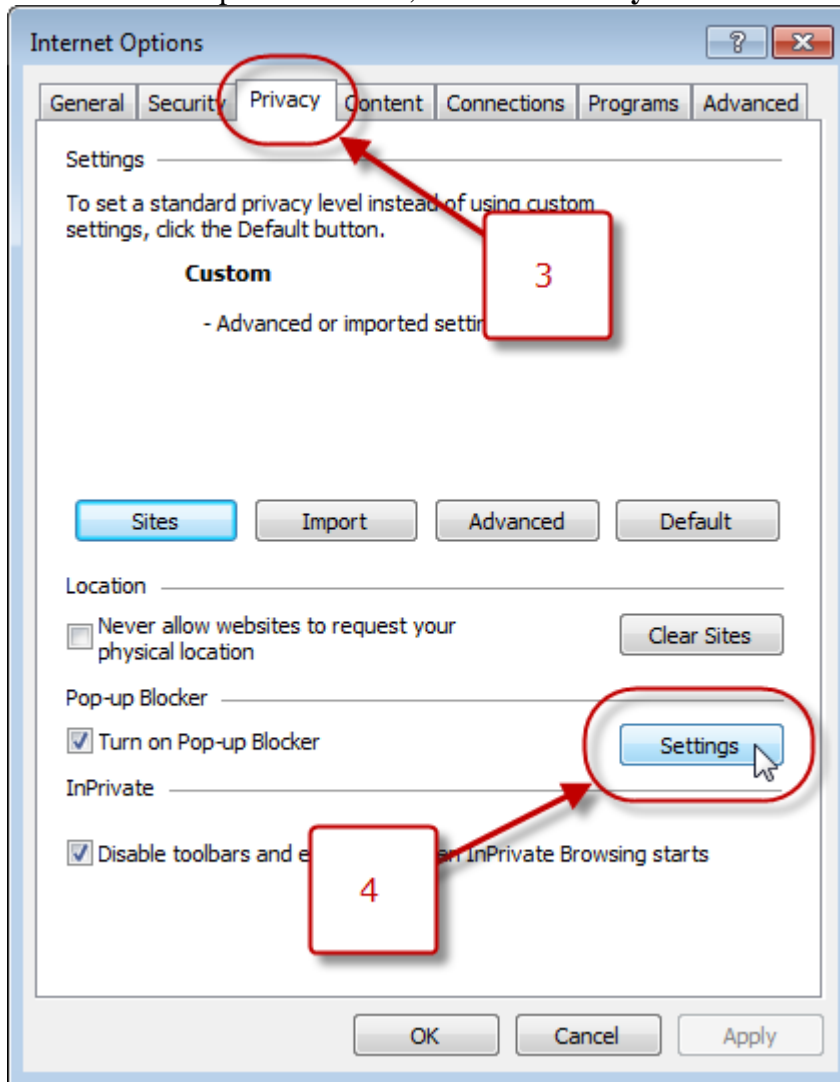 Internet Options
General Security Privacy Content Connections Programs Advanced
Settings
To set a standard privacy level instead of using custom
settings, click the Default button.
Custom
3
- Advanced or imported
Sites Import Advanced Default
Location
Never allow websites to request your
physical location
Clear Sites
Pop-up Blocker
Turn on Pop-up Blocker
Settings
InPrivate
Disable toolbars and InPrivate Browsing starts
4
OK Cancel Apply